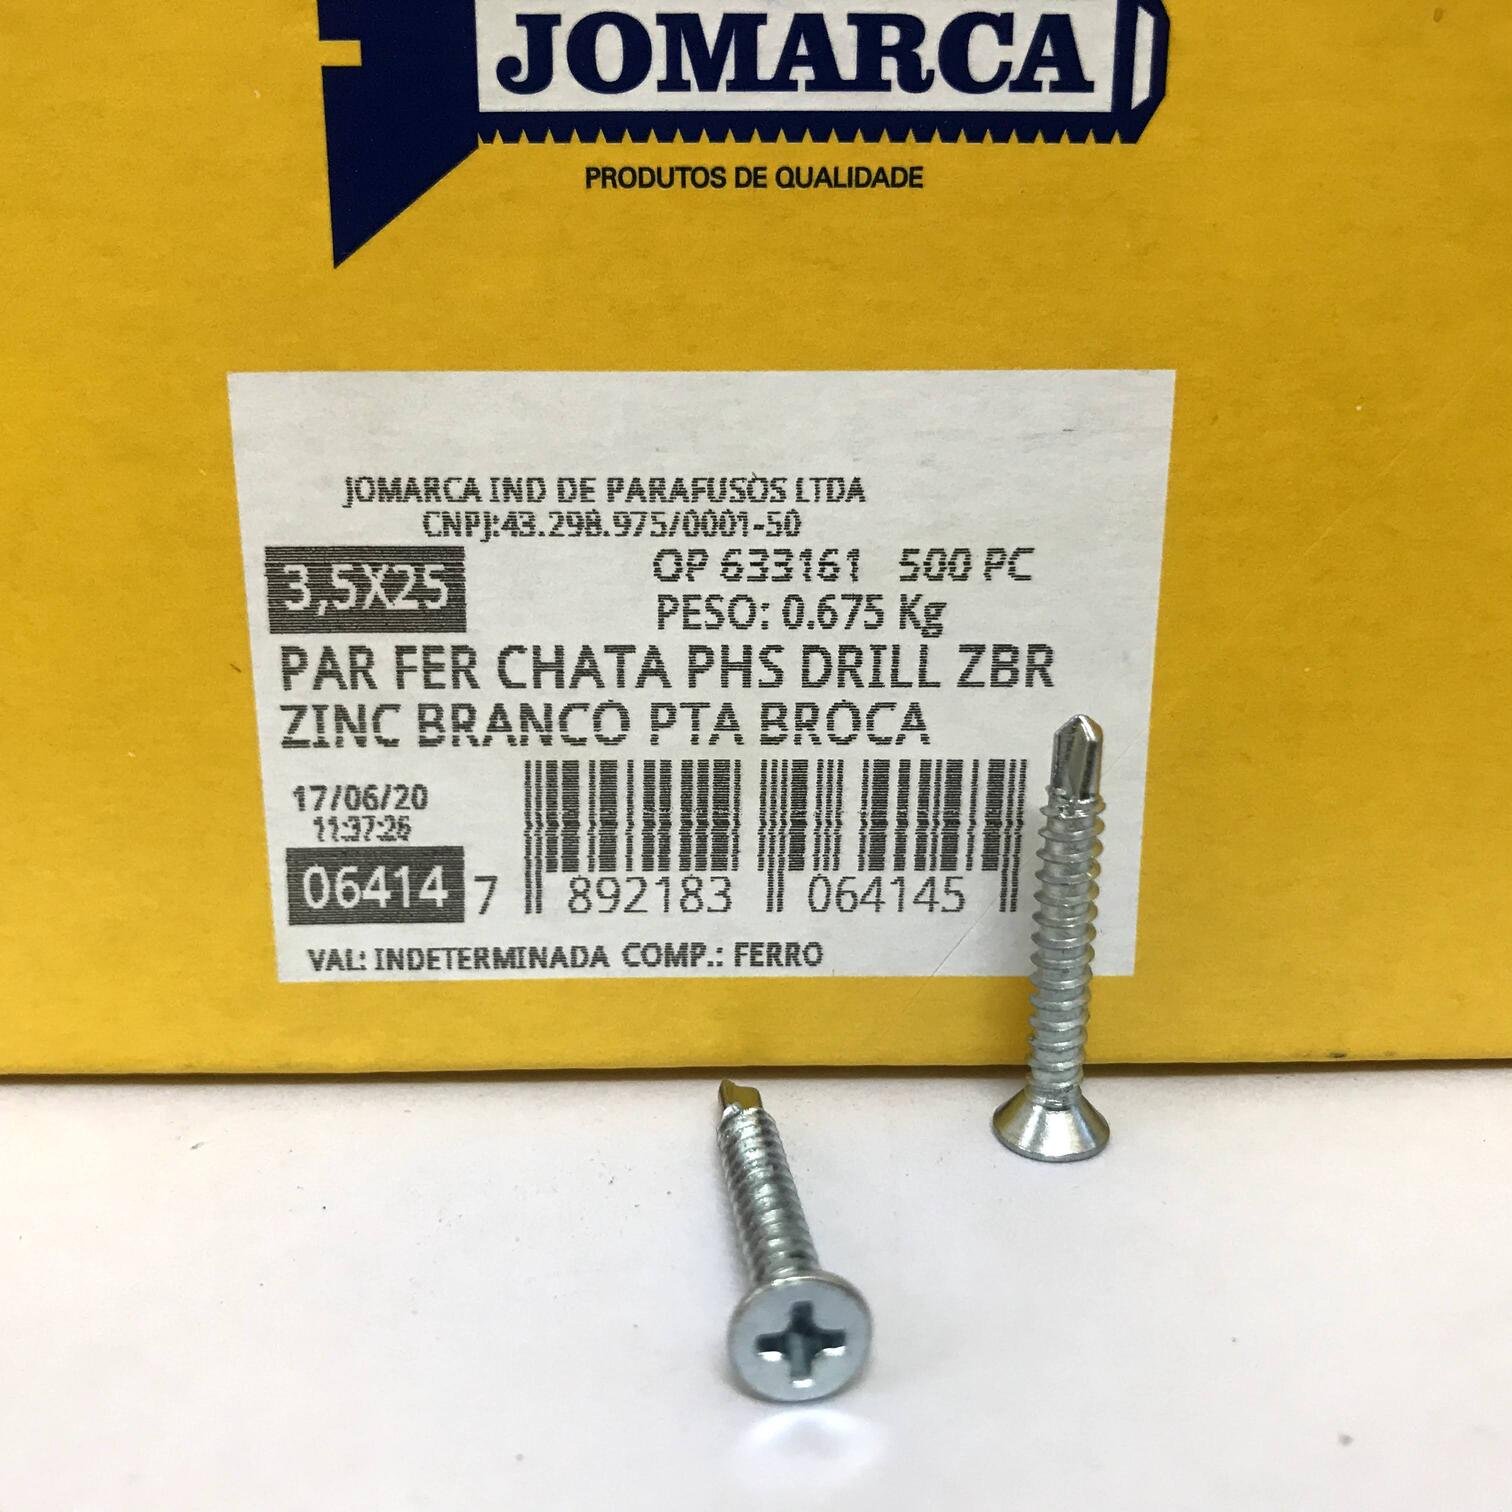 JOMARCA
PRODUTOS DE QUALIDADE
JOMARCA IND DE PARAFUSOS LTDA
CNPJ:43.298.975/0001-50
3,5X25 OP 633161 500 PC
PESO: 0.675 Kg
PAR FER CHATA PHS DRILL ZBR
ZINC BRANCO PTA BROCA
17/06/20
11:37:26
06414 7 892183 064145
VAL: INDETERMINADA COMP.: FERRO